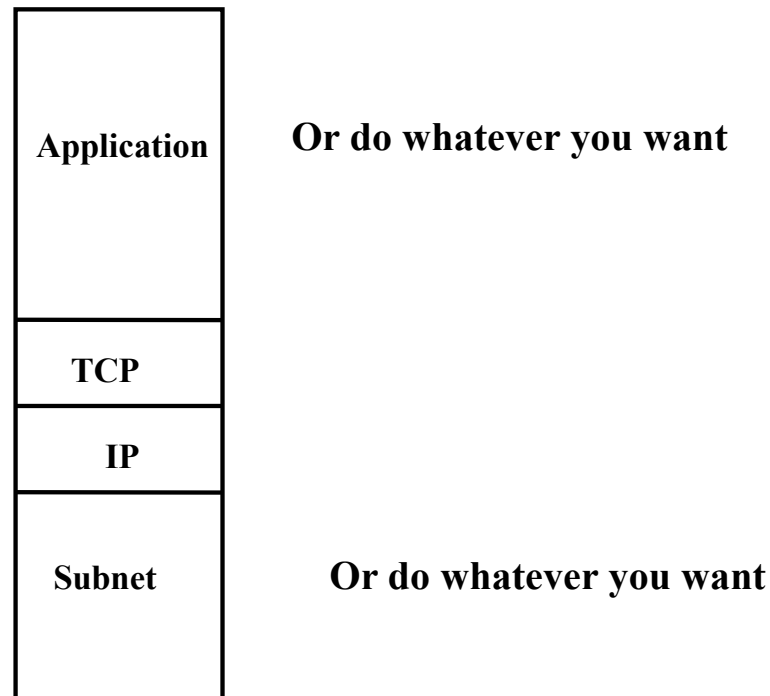 Application
Or do whatever you want
TCP
IP
Subnet
Or do whatever you want